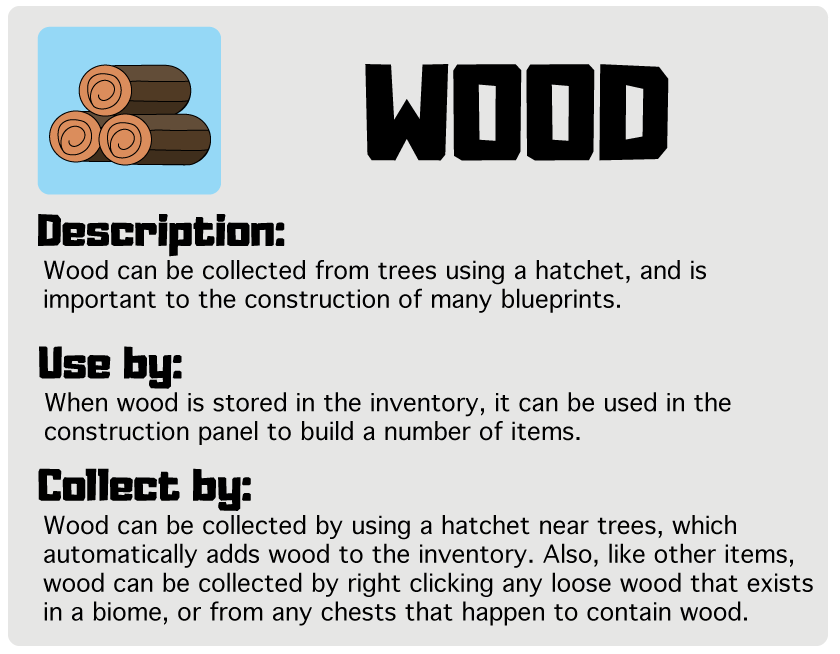 WOOD
Description:
Wood can be collected from trees using a hatchet, and is
important to the construction of many blueprints.
Use by:
When wood is stored in the inventory, it can be used in the
construction panel to build a number of items.
Collect by:
Wood can be collected by using a hatchet near trees, which
automatically adds wood to the inventory. Also, like other items,
wood can be collected by right clicking any loose wood that exists
in a biome, or from any chests that happen to contain wood.